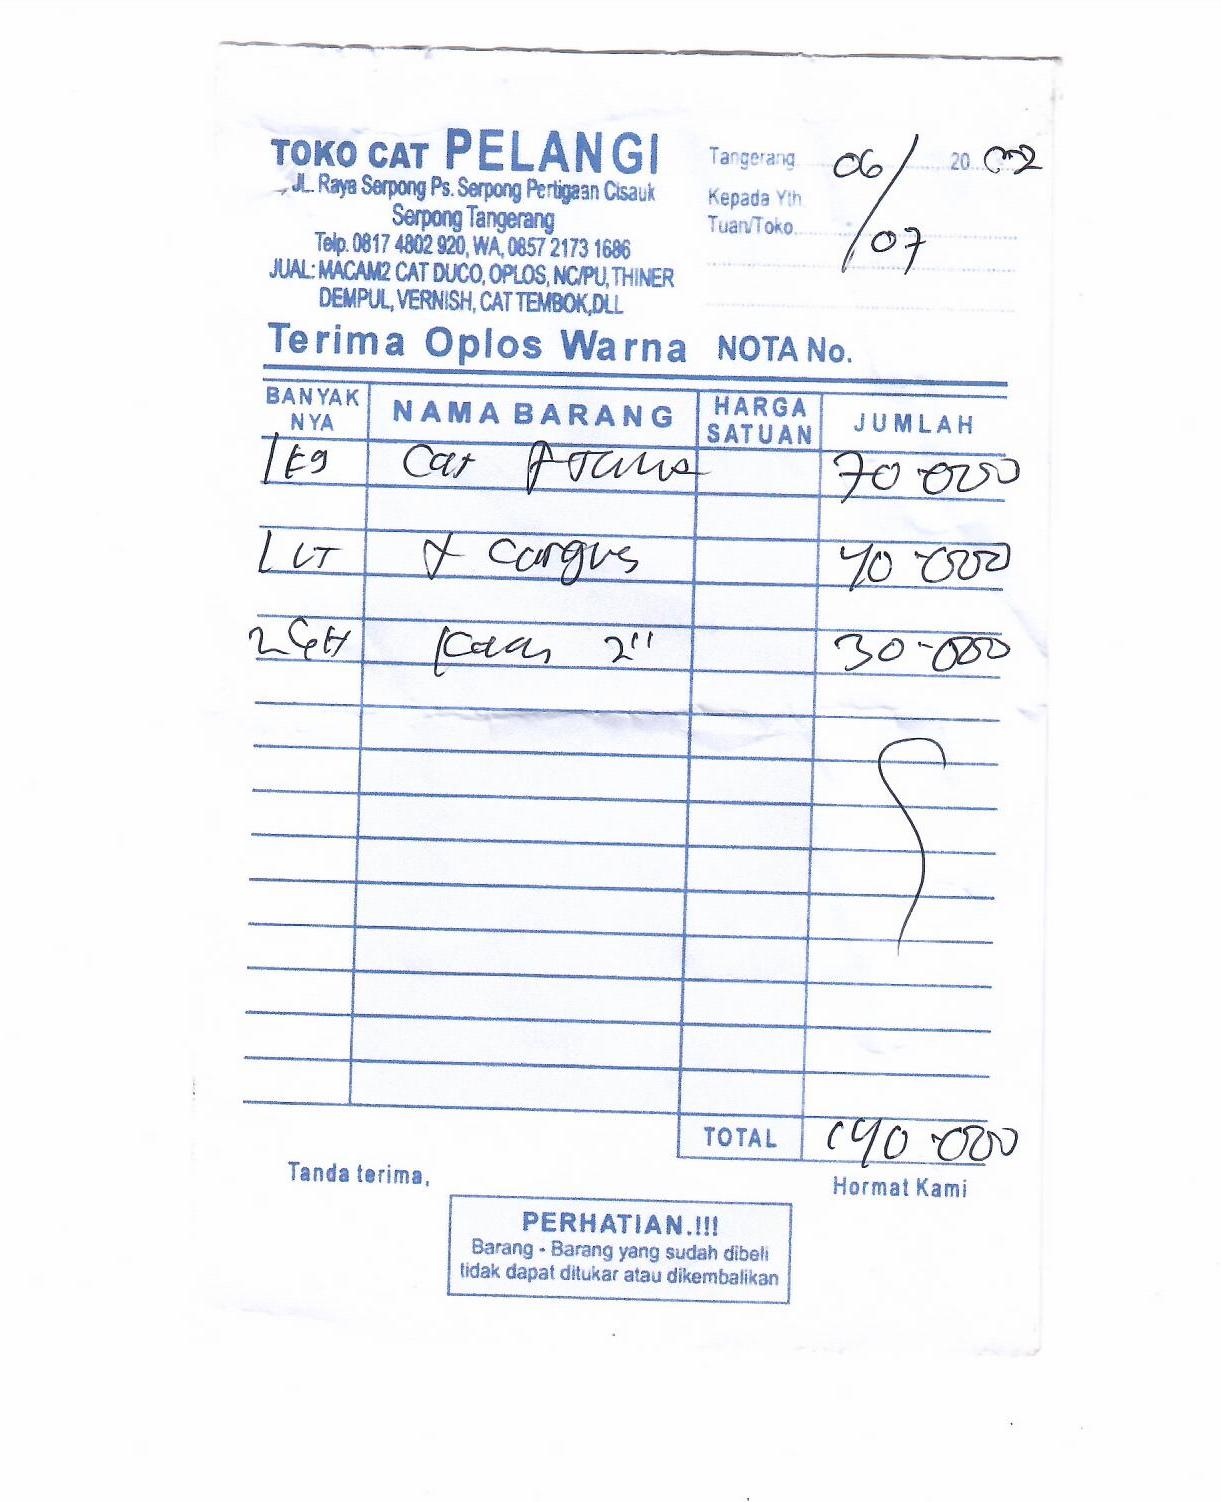 TOKO CAT PELANGI
JL. Raya Serpong Ps. Serpong Pertigaan Cisauk
Serpong Tangerang
Telp. 0817 4802 920, WA, 0857 2173 1686
JUAL: MACAM2 CAT DUCO, OPLOS, NC/PU, THINER
DEMPUL, VERNISH, CAT TEMBOK,DLL
Tangerang 06/07 20
Kepada Yth
Tuan/Toko
Terima Oplos Warna NOTA No.
BANYAK NYA NAMA BARANG HARGA SATUAN JUMLAH
1 kg Cat 70.000
1 LT 40.000
2 2" 30.000
TOTAL 140.000
Tanda terima,
Hormat Kami
PERHATIAN.!!!
Barang - Barang yang sudah dibeli
tidak dapat ditukar atau dikembalikan